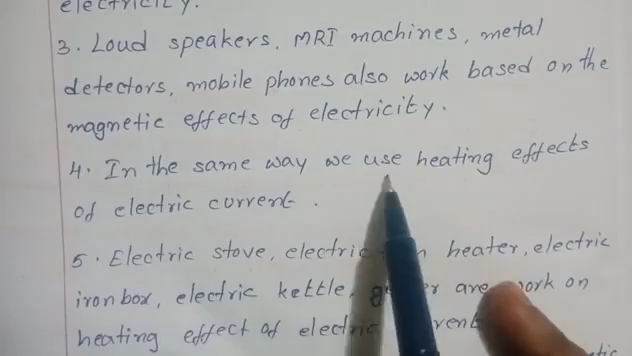 electricity.
3. Loud speakers, MRI machines, metal
detectors, mobile phones also work based on the
magnetic effects of electricity.
4. In the same way we use heating effects
of electric current.
5. Electric stove, electric heater, electric
iron box, electric kettle, are work on
heating effect of electric